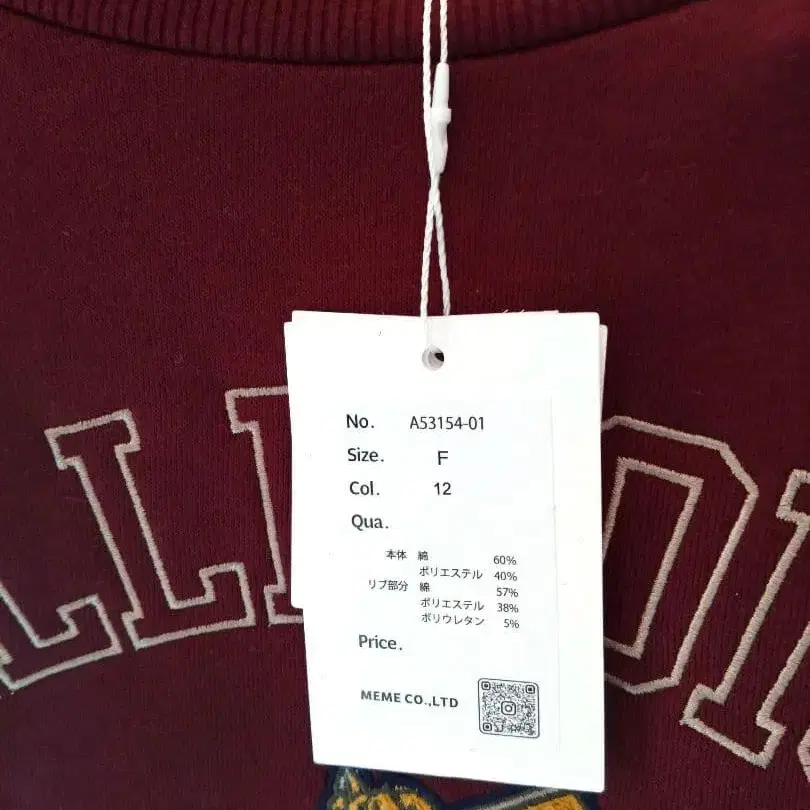 No. A53154-01
Size. F
Col. 12
Qua.
本体 綿 60%
ポリエステル 40%
リブ部分 綿 57%
ポリエステル 38%
ポリウレタン 5%
Price.
MEME CO.,LTD